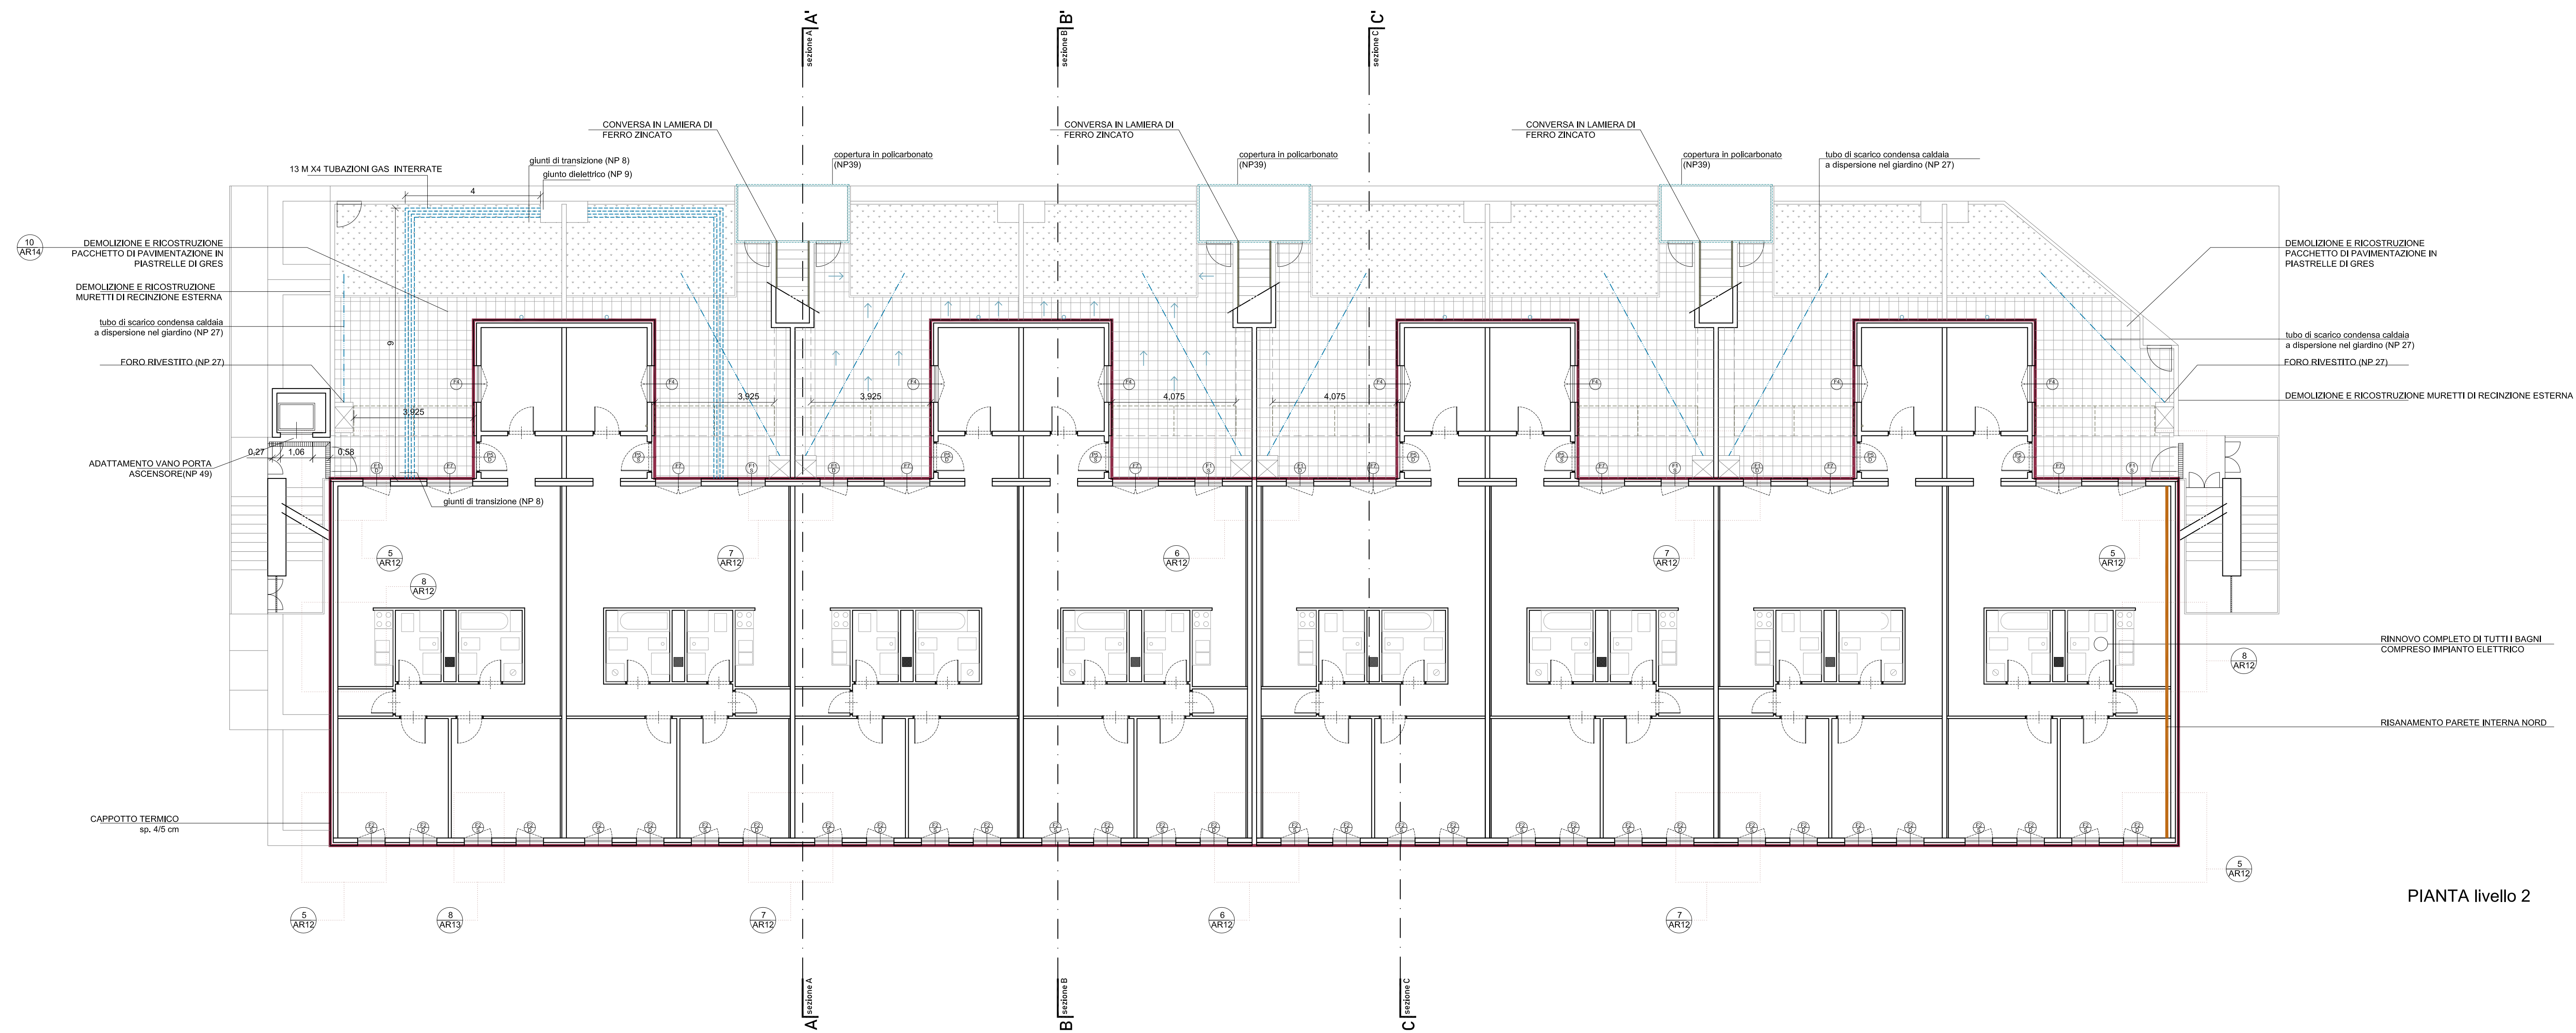 A'
sezione A
B'
sezione B
C'
sezione C
CONVERSA IN LAMIERA DI
FERRO ZINCATO
CONVERSA IN LAMIERA DI
FERRO ZINCATO
CONVERSA IN LAMIERA DI
FERRO ZINCATO
13 M X4 TUBAZIONI GAS INTERRATE
giunti di transizione (NP 8)
giunto dielettrico (NP 9)
copertura in policarbonato
(NP39)
copertura in policarbonato
(NP39)
copertura in policarbonato
(NP39)
tubo di scarico condensa caldaia
a dispersione nel giardino (NP 27)
4
9
10
AR14
DEMOLIZIONE E RICOSTRUZIONE
PACCHETTO DI PAVIMENTAZIONE IN
PIASTRELLE DI GRES
DEMOLIZIONE E RICOSTRUZIONE
MURETTI DI RECINZIONE ESTERNA
tubo di scarico condensa caldaia
a dispersione nel giardino (NP 27)
FORO RIVESTITO (NP 27)
DEMOLIZIONE E RICOSTRUZIONE
PACCHETTO DI PAVIMENTAZIONE IN
PIASTRELLE DI GRES
tubo di scarico condensa caldaia
a dispersione nel giardino (NP 27)
FORO RIVESTITO (NP 27)
DEMOLIZIONE E RICOSTRUZIONE MURETTI DI RECINZIONE ESTERNA
3,925
3,925
3,925
4,075
4,075
0,27
1,06
0,58
ADATTAMENTO VANO PORTA
ASCENSORE(NP 49)
giunti di transizione (NP 8)
5
AR12
7
AR12
6
AR12
7
AR12
5
AR12
8
AR12
RINNOVO COMPLETO DI TUTTI I BAGNI
COMPRESO IMPIANTO ELETTRICO
8
AR12
RISANAMENTO PARETE INTERNA NORD
CAPPOTTO TERMICO
sp. 4/5 cm
5
AR12
8
AR13
7
AR12
6
AR12
7
AR12
5
AR12
PIANTA livello 2
A
sezione A
B
sezione B
C
sezione C